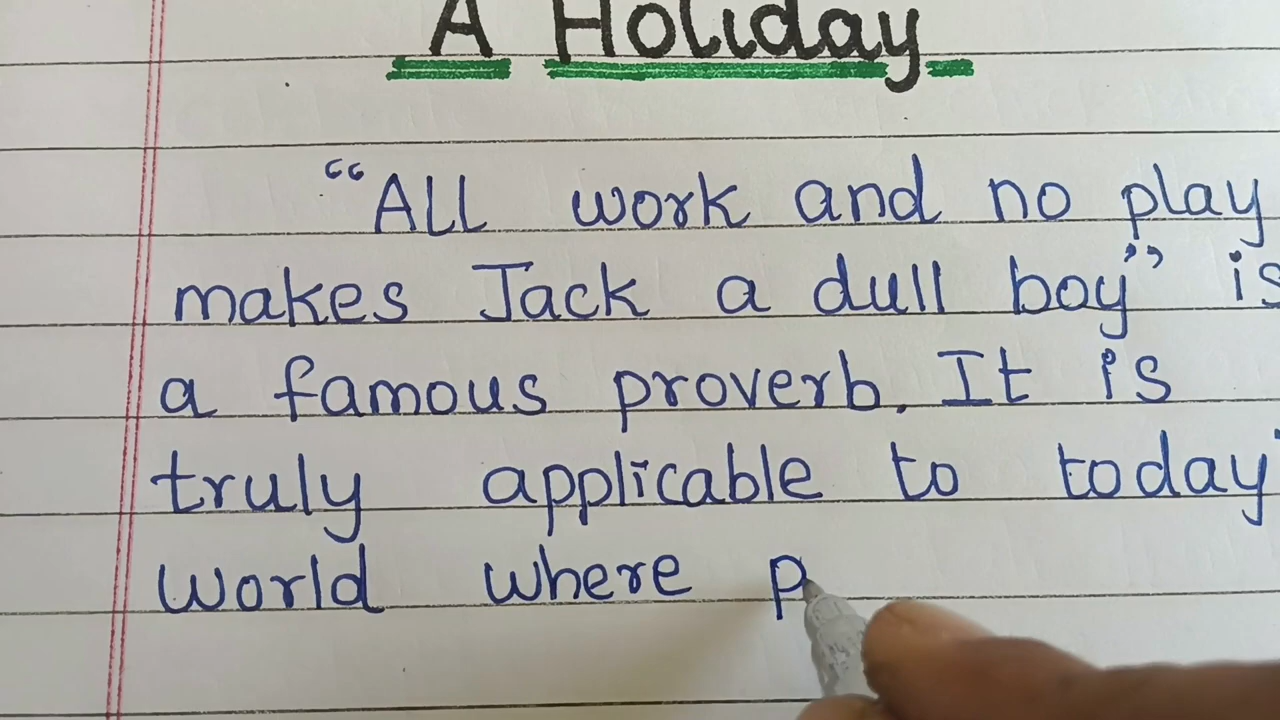 A Holiday
“All work and no play
makes Jack a dull boy” is
a famous proverb. It is
truly applicable to today'
world where p